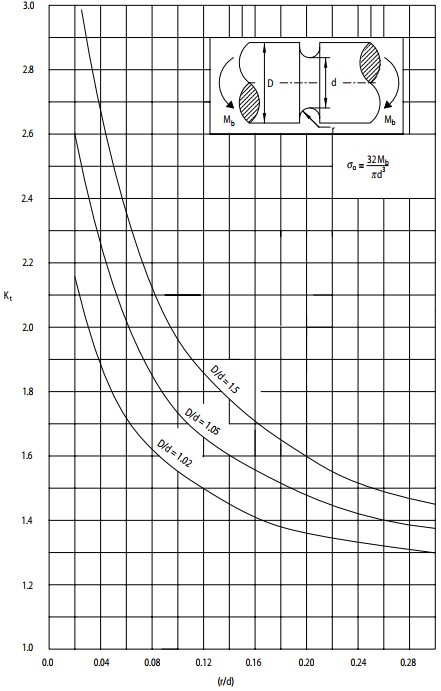 3.0
2.8
2.6
2.4
2.2
2.0
1.8
1.6
1.4
1.2
1.0
Kt
D
d
r
Mb
Mb
σo = 32Mb / πd³
D/d = 1.5
D/d = 1.05
D/d = 1.02
0.0 0.04 0.08 0.12 0.16 0.20 0.24 0.28
(r/d)